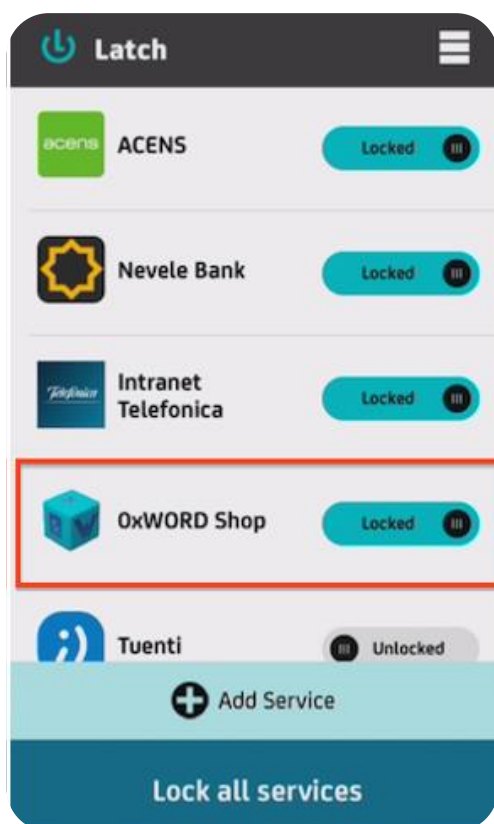 Latch
acens
ACENS
Locked
Nevele Bank
Locked
Telefónica
Intranet
Telefonica
Locked
0xWORD Shop
Locked
;)
Tuenti
Unlocked
Add Service
Lock all services